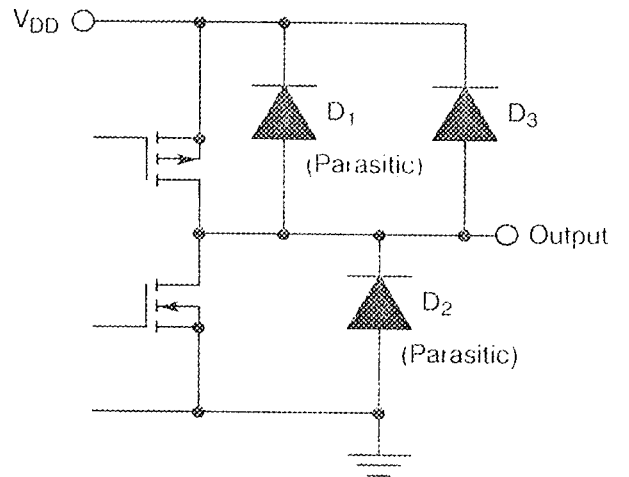 VDD
D1
D3
(Parasitic)
Output
D2
(Parasitic)